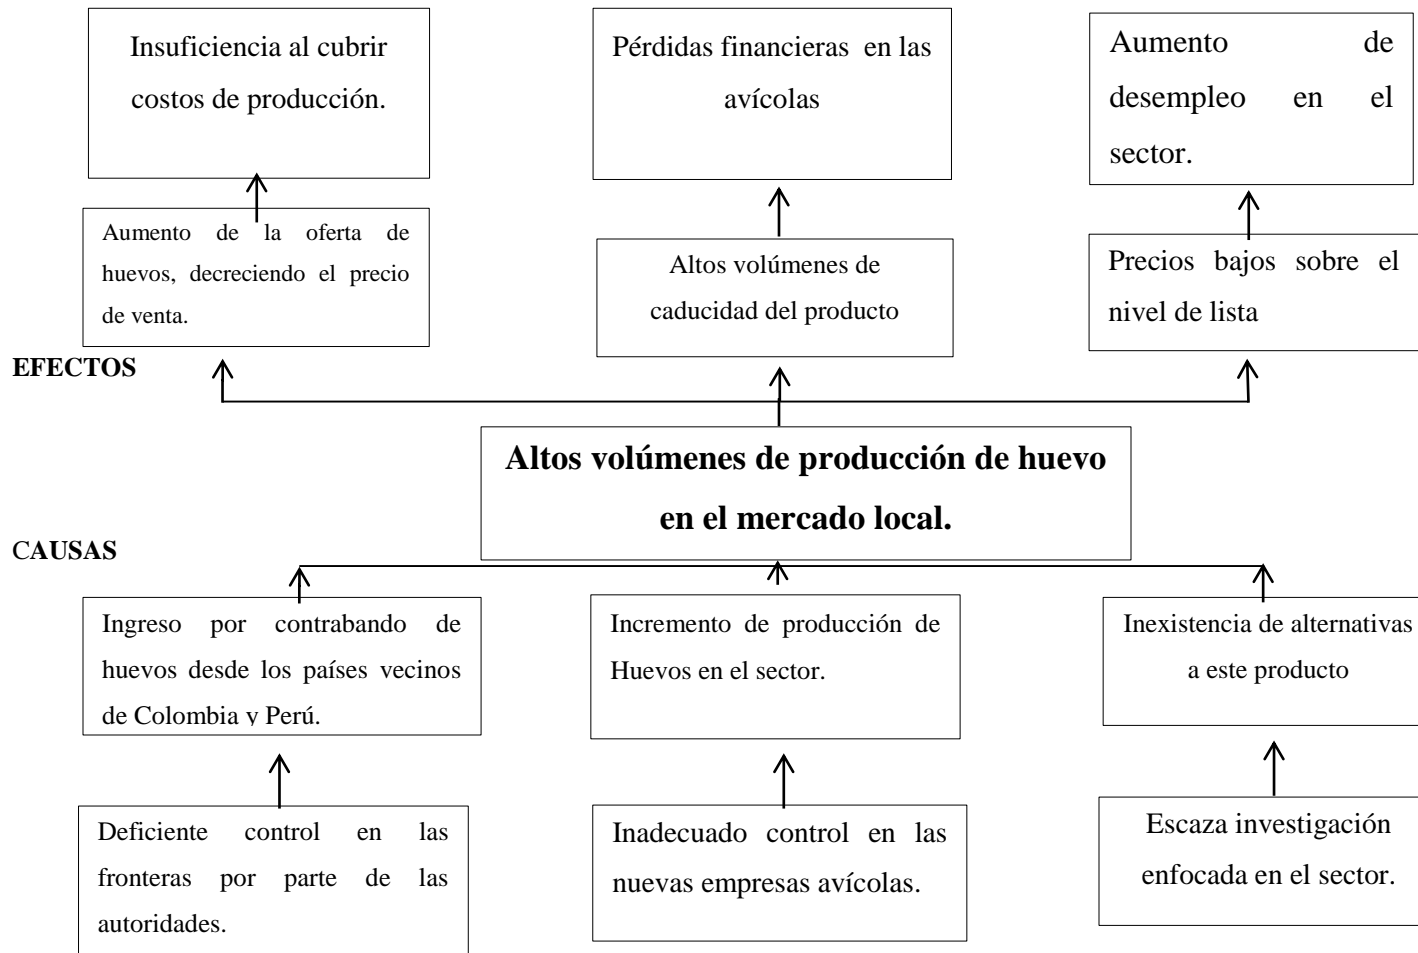 Insuficiencia al cubrir
costos de producción.
Pérdidas financieras en las
avícolas
Aumento de
desempleo en el
sector.
Aumento de la oferta de
huevos, decreciendo el precio
de venta.
Altos volúmenes de
caducidad del producto
Precios bajos sobre el
nivel de lista
EFECTOS
Altos volúmenes de producción de huevo
en el mercado local.
CAUSAS
Ingreso por contrabando de
huevos desde los países vecinos
de Colombia y Perú.
Incremento de producción de
Huevos en el sector.
Inexistencia de alternativas
a este producto
Deficiente control en las
fronteras por parte de las
autoridades.
Inadecuado control en las
nuevas empresas avícolas.
Escaza investigación
enfocada en el sector.